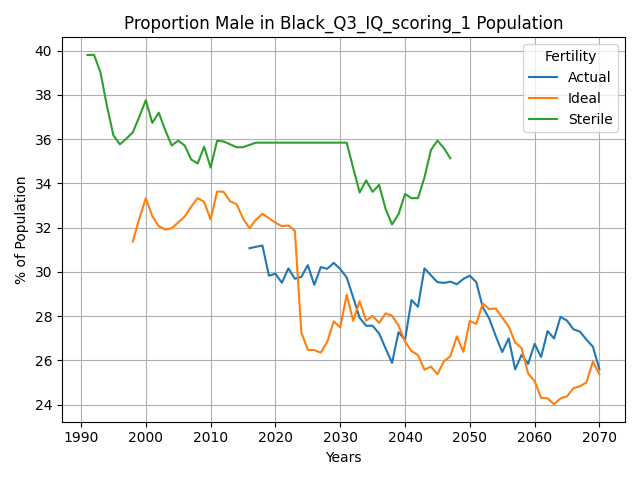 Proportion Male in Black_Q3_IQ_scoring_1 Population
% of Population
40
38
36
34
32
30
28
26
24
Fertility
Actual
Ideal
Sterile
1990 2000 2010 2020 2030 2040 2050 2060 2070
Years